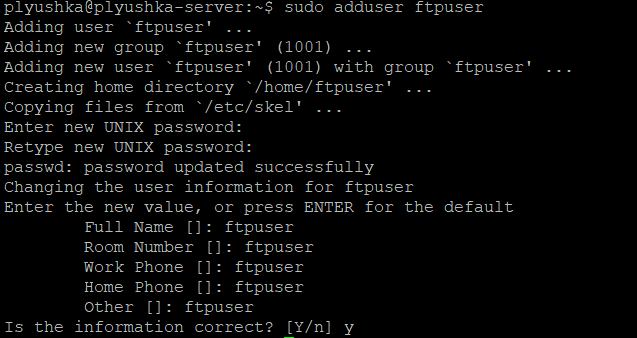 plyushka@plyushka-server:~$ sudo adduser ftpuser
Adding user `ftpuser' ...
Adding new group `ftpuser' (1001) ...
Adding new user `ftpuser' (1001) with group `ftpuser' ...
Creating home directory `/home/ftpuser' ...
Copying files from `/etc/skel' ...
Enter new UNIX password:
Retype new UNIX password:
passwd: password updated successfully
Changing the user information for ftpuser
Enter the new value, or press ENTER for the default
        Full Name []: ftpuser
        Room Number []: ftpuser
        Work Phone []: ftpuser
        Home Phone []: ftpuser
        Other []: ftpuser
Is the information correct? [Y/n] y